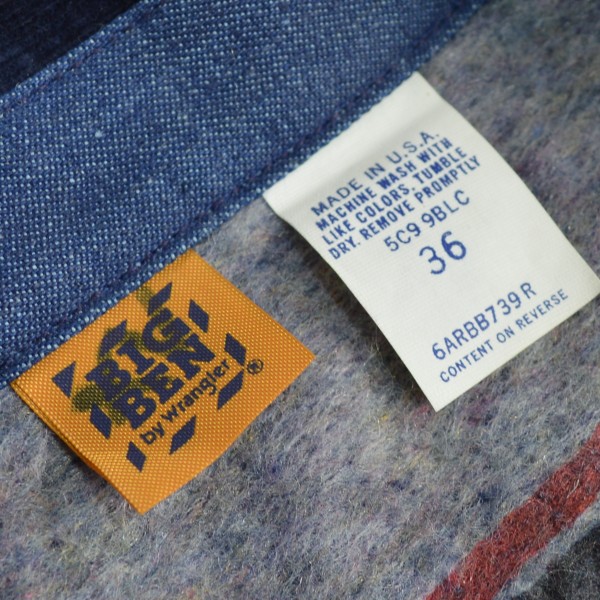 MADE IN U.S.A.
MACHINE WASH WITH
LIKE COLORS, TUMBLE
DRY. REMOVE PROMPTLY
5C9 9BLC
36
6ARBB739 R
CONTENT ON REVERSE
BIG
BEN
by Wrangler®